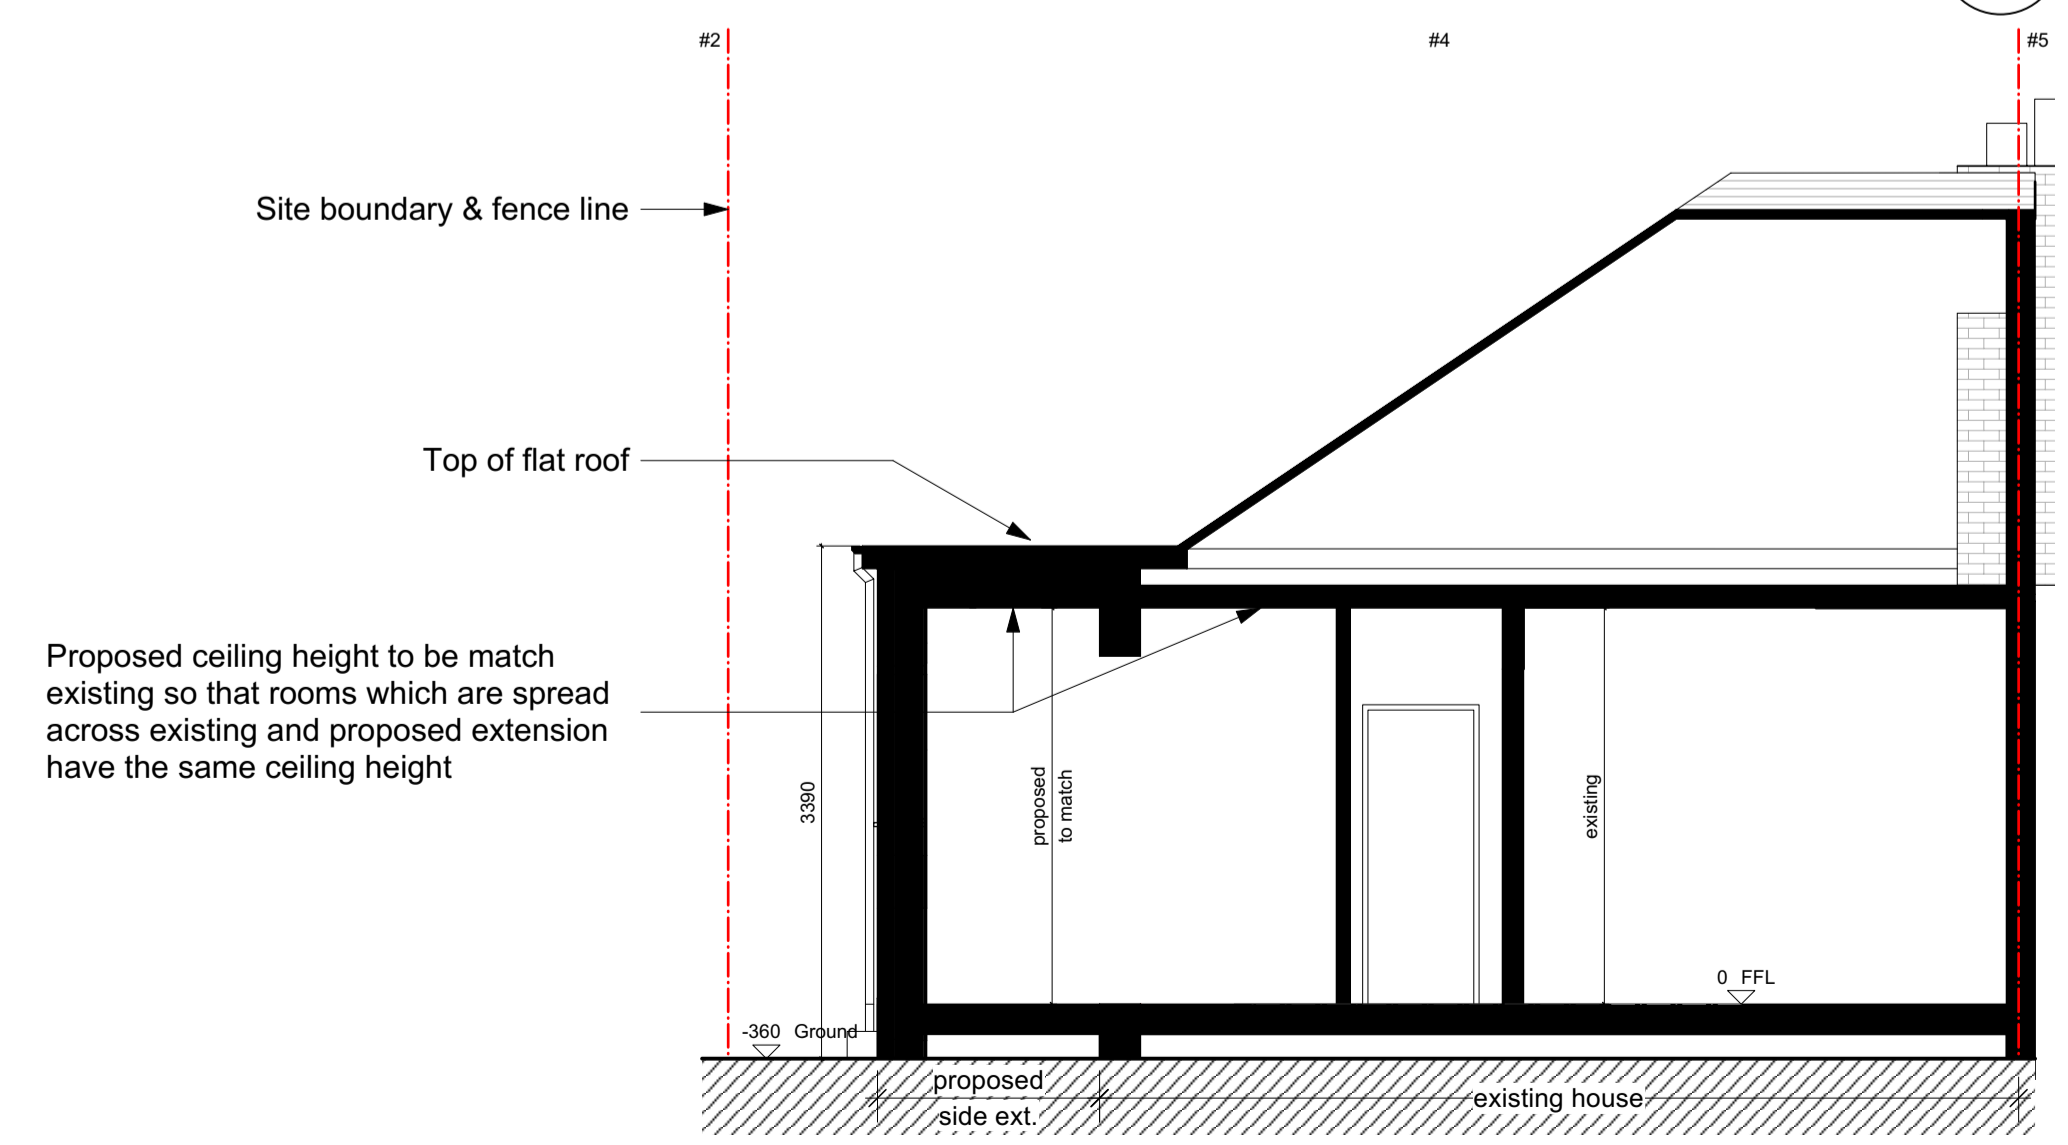 #2
#4
#5
Site boundary & fence line
Top of flat roof
Proposed ceiling height to be match
existing so that rooms which are spread
across existing and proposed extension
have the same ceiling height
3390
proposed
to match
existing
0 FFL
-360 Ground
proposed
side ext.
existing house